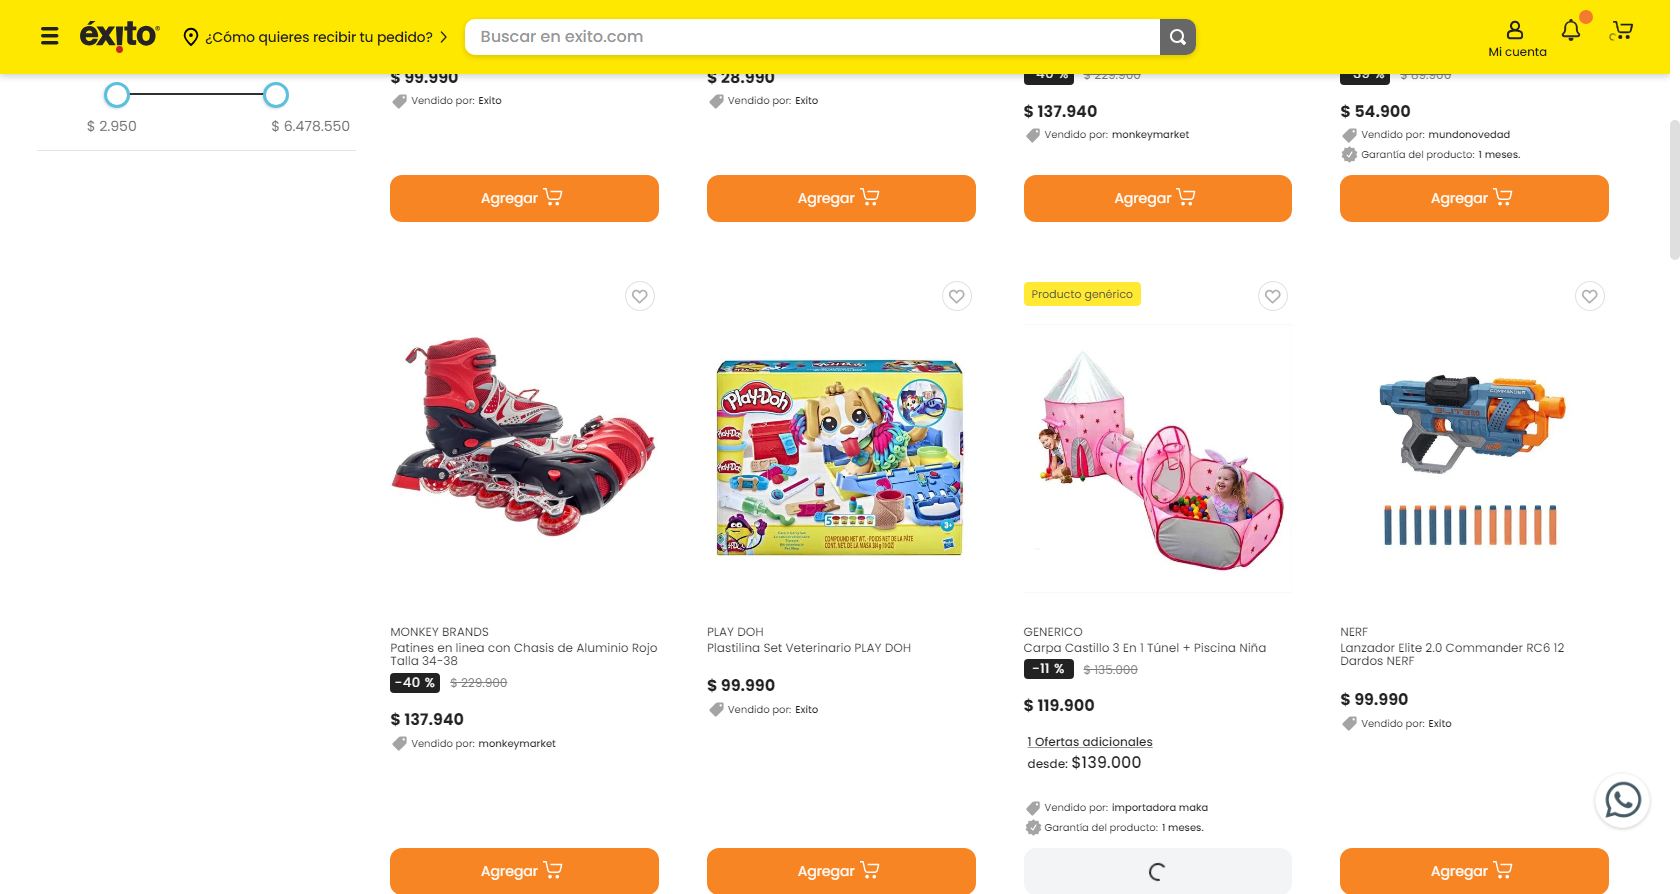 éxito
¿Cómo quieres recibir tu pedido?
Buscar en exito.com
Mi cuenta
$ 2.950
$ 6.478.550
$ 99.990
Vendido por: Exito
Agregar
$ 28.990
Vendido por: Exito
Agregar
-40 % $ 229.900
$ 137.940
Vendido por: monkeymarket
Agregar
-39 % $ 89.900
$ 54.900
Vendido por: mundonovedad
Garantía del producto: 1 meses.
Agregar
MONKEY BRANDS
Patines en linea con Chasis de Aluminio Rojo
Talla 34-38
-40 % $ 229.900
$ 137.940
Vendido por: monkeymarket
Agregar
Play-Doh
PLAY DOH
Plastilina Set Veterinario PLAY DOH
$ 99.990
Vendido por: Exito
Agregar
Producto genérico
GENERICO
Carpa Castillo 3 En 1 Túnel + Piscina Niña
-11 % $ 135.000
$ 119.900
1 Ofertas adicionales
desde: $139.000
Vendido por: importadora maka
Garantía del producto: 1 meses.
NERF
Lanzador Elite 2.0 Commander RC6 12
Dardos NERF
$ 99.990
Vendido por: Exito
Agregar